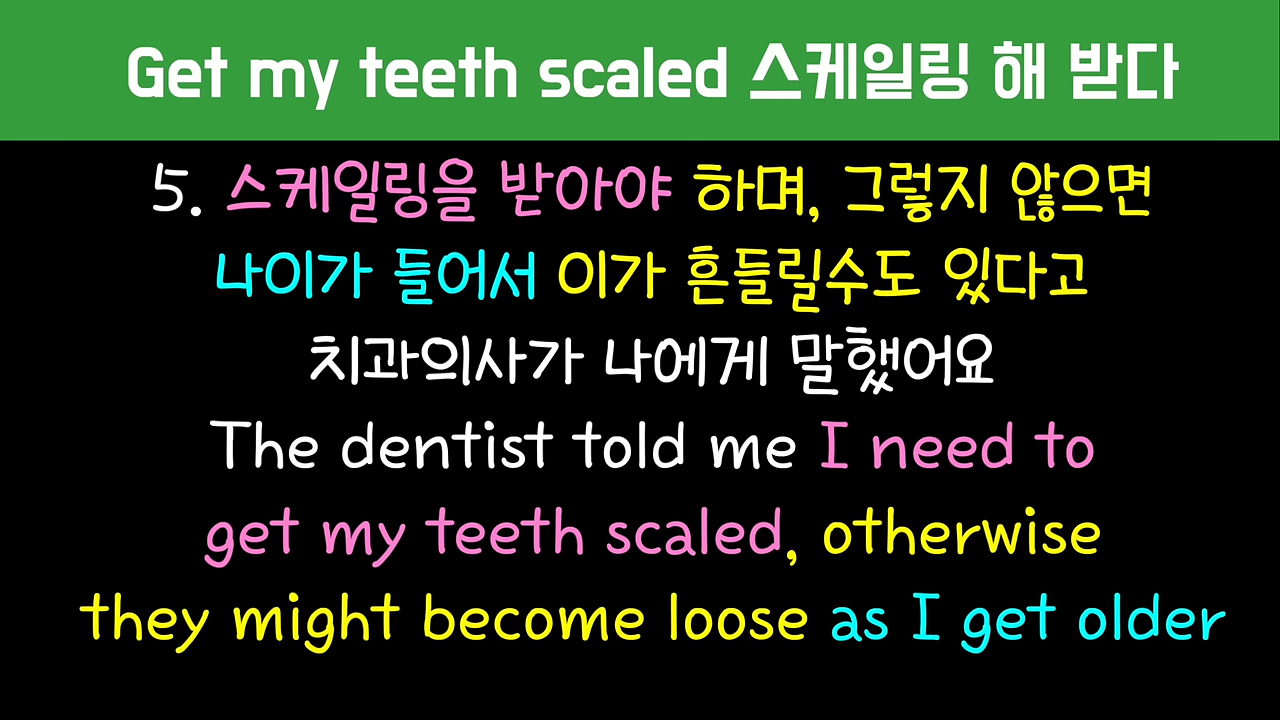 Get my teeth scaled 스케일링 해 받다
5. 스케일링을 받아야 하며, 그렇지 않으면
나이가 들어서 이가 흔들릴수도 있다고
치과의사가 나에게 말했어요
The dentist told me I need to
get my teeth scaled, otherwise
they might become loose as I get older